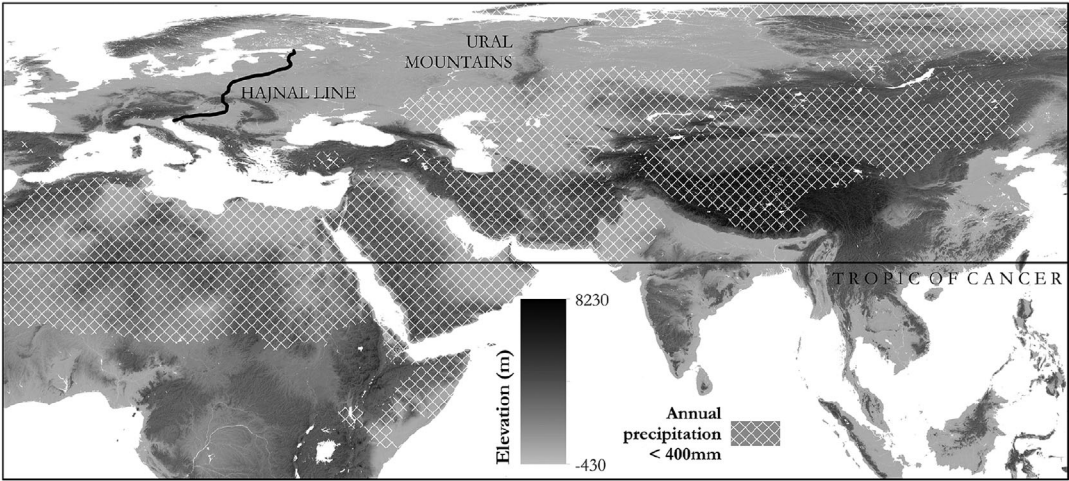 URAL
MOUNTAINS
HAJNAL LINE
TROPIC OF CANCER
8230
Elevation (m)
-430
Annual
precipitation
< 400mm